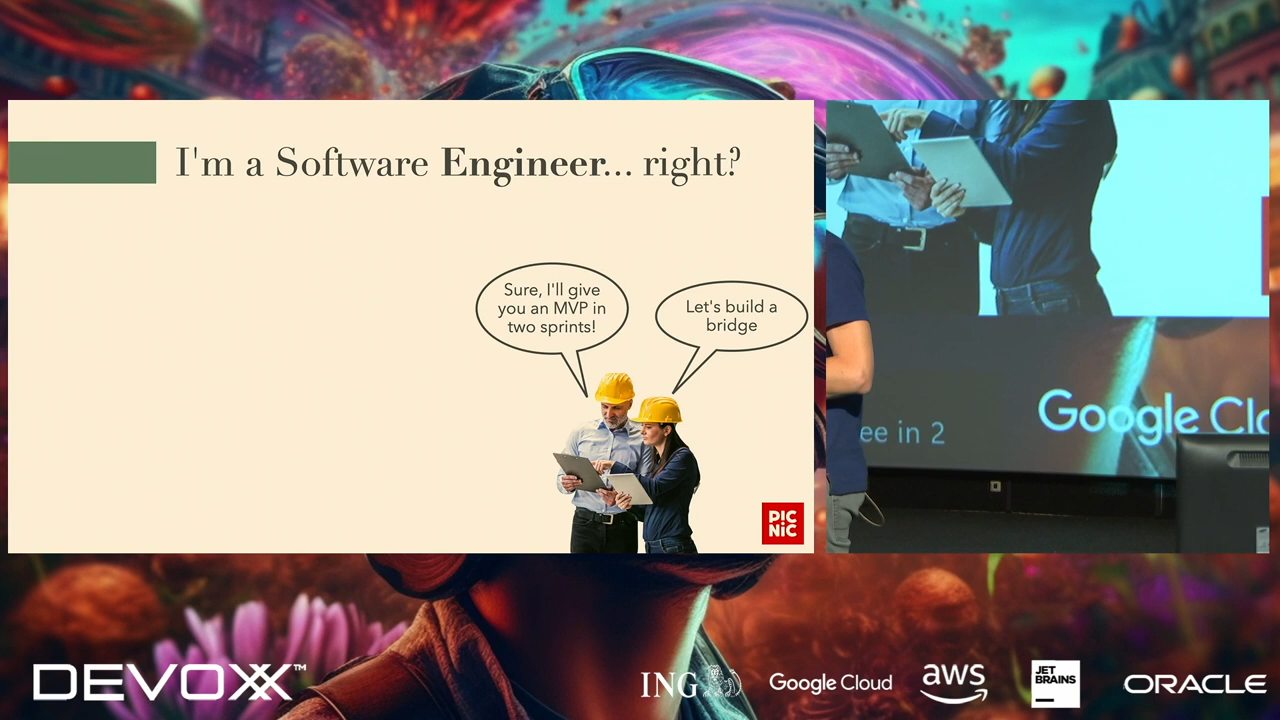 I'm a Software Engineer... right?
Sure, I'll give
you an MVP in
two sprints!
Let's build a
bridge
PIC
NIC
ee in 2
Google Clo
DEVOXX™
ING
Google Cloud
aws
JET
BRAINS
ORACLE